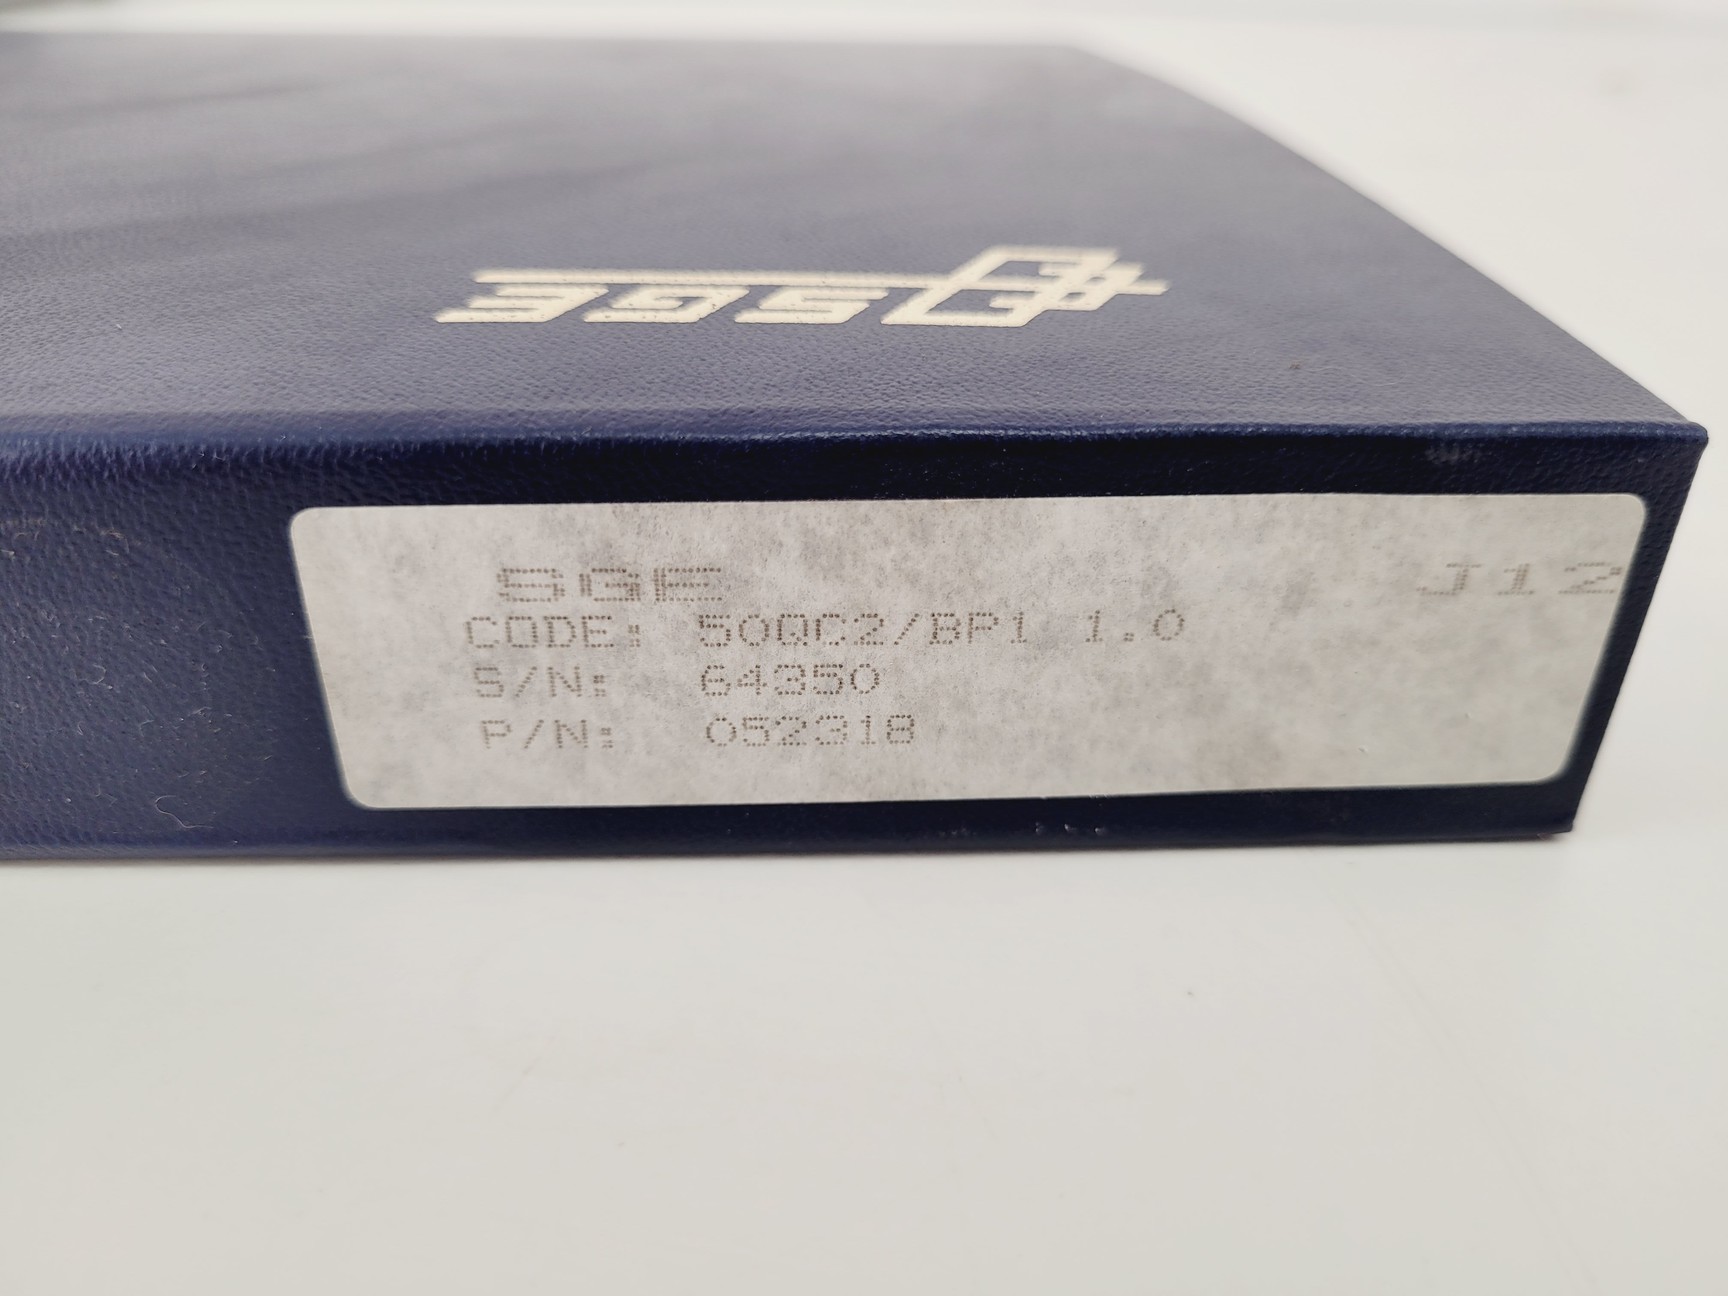 SGE
SGE J12
CODE: 50QC2/BP1 1.0
S/N: 64350
P/N: 052318